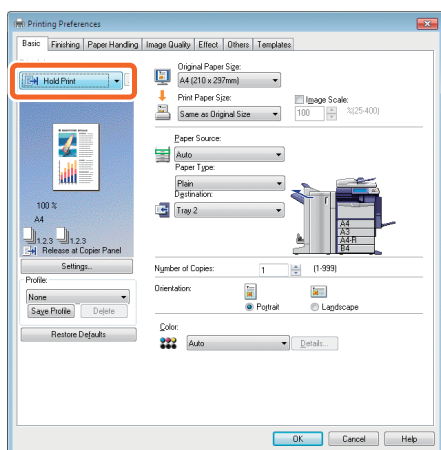 Printing Preferences
Basic Finishing Paper Handling Image Quality Effect Others Templates
Hold Print
Original Paper Size:
A4 (210 x 297mm)
Print Paper Size:
Same as Original Size
Image Scale:
100 %(25-400)
Paper Source:
Auto
Paper Type:
Plain
Destination:
Tray 2
A4
A3
A4-R
B4
100 %
A4
1.2.3 1.2.3
Release at Copier Panel
Settings...
Profile:
None
Save Profile Delete
Restore Defaults
Number of Copies: 1 (1-999)
Orientation:
Portrait Landscape
Color:
Auto Details...
OK Cancel Help